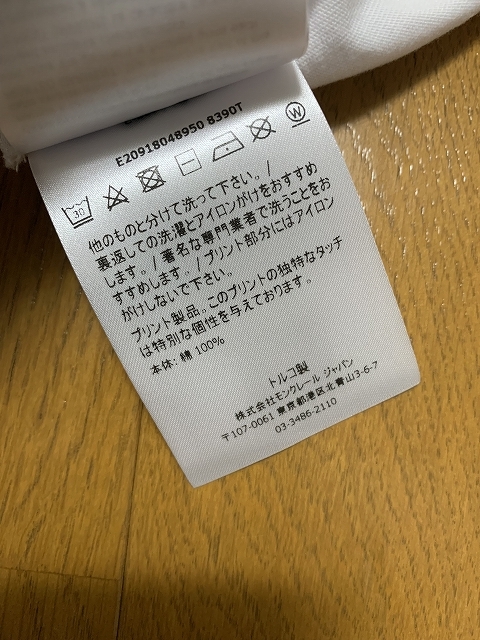 E20918048950 8390T
30
W
他のものと分けて洗って下さい。/
裏返しての洗濯とアイロンがけをおすすめ
します。/著名な専門業者で洗うことをお
すすめします。/プリント部分にはアイロン
がけしないで下さい。
プリント製品。このプリントの独特なタッチ
は特別な個性を与えております。
本体: 綿 100%
トルコ製
株式会社モンクレール ジャパン
〒107-0061 東京都港区北青山3-6-7
03-3486-2110